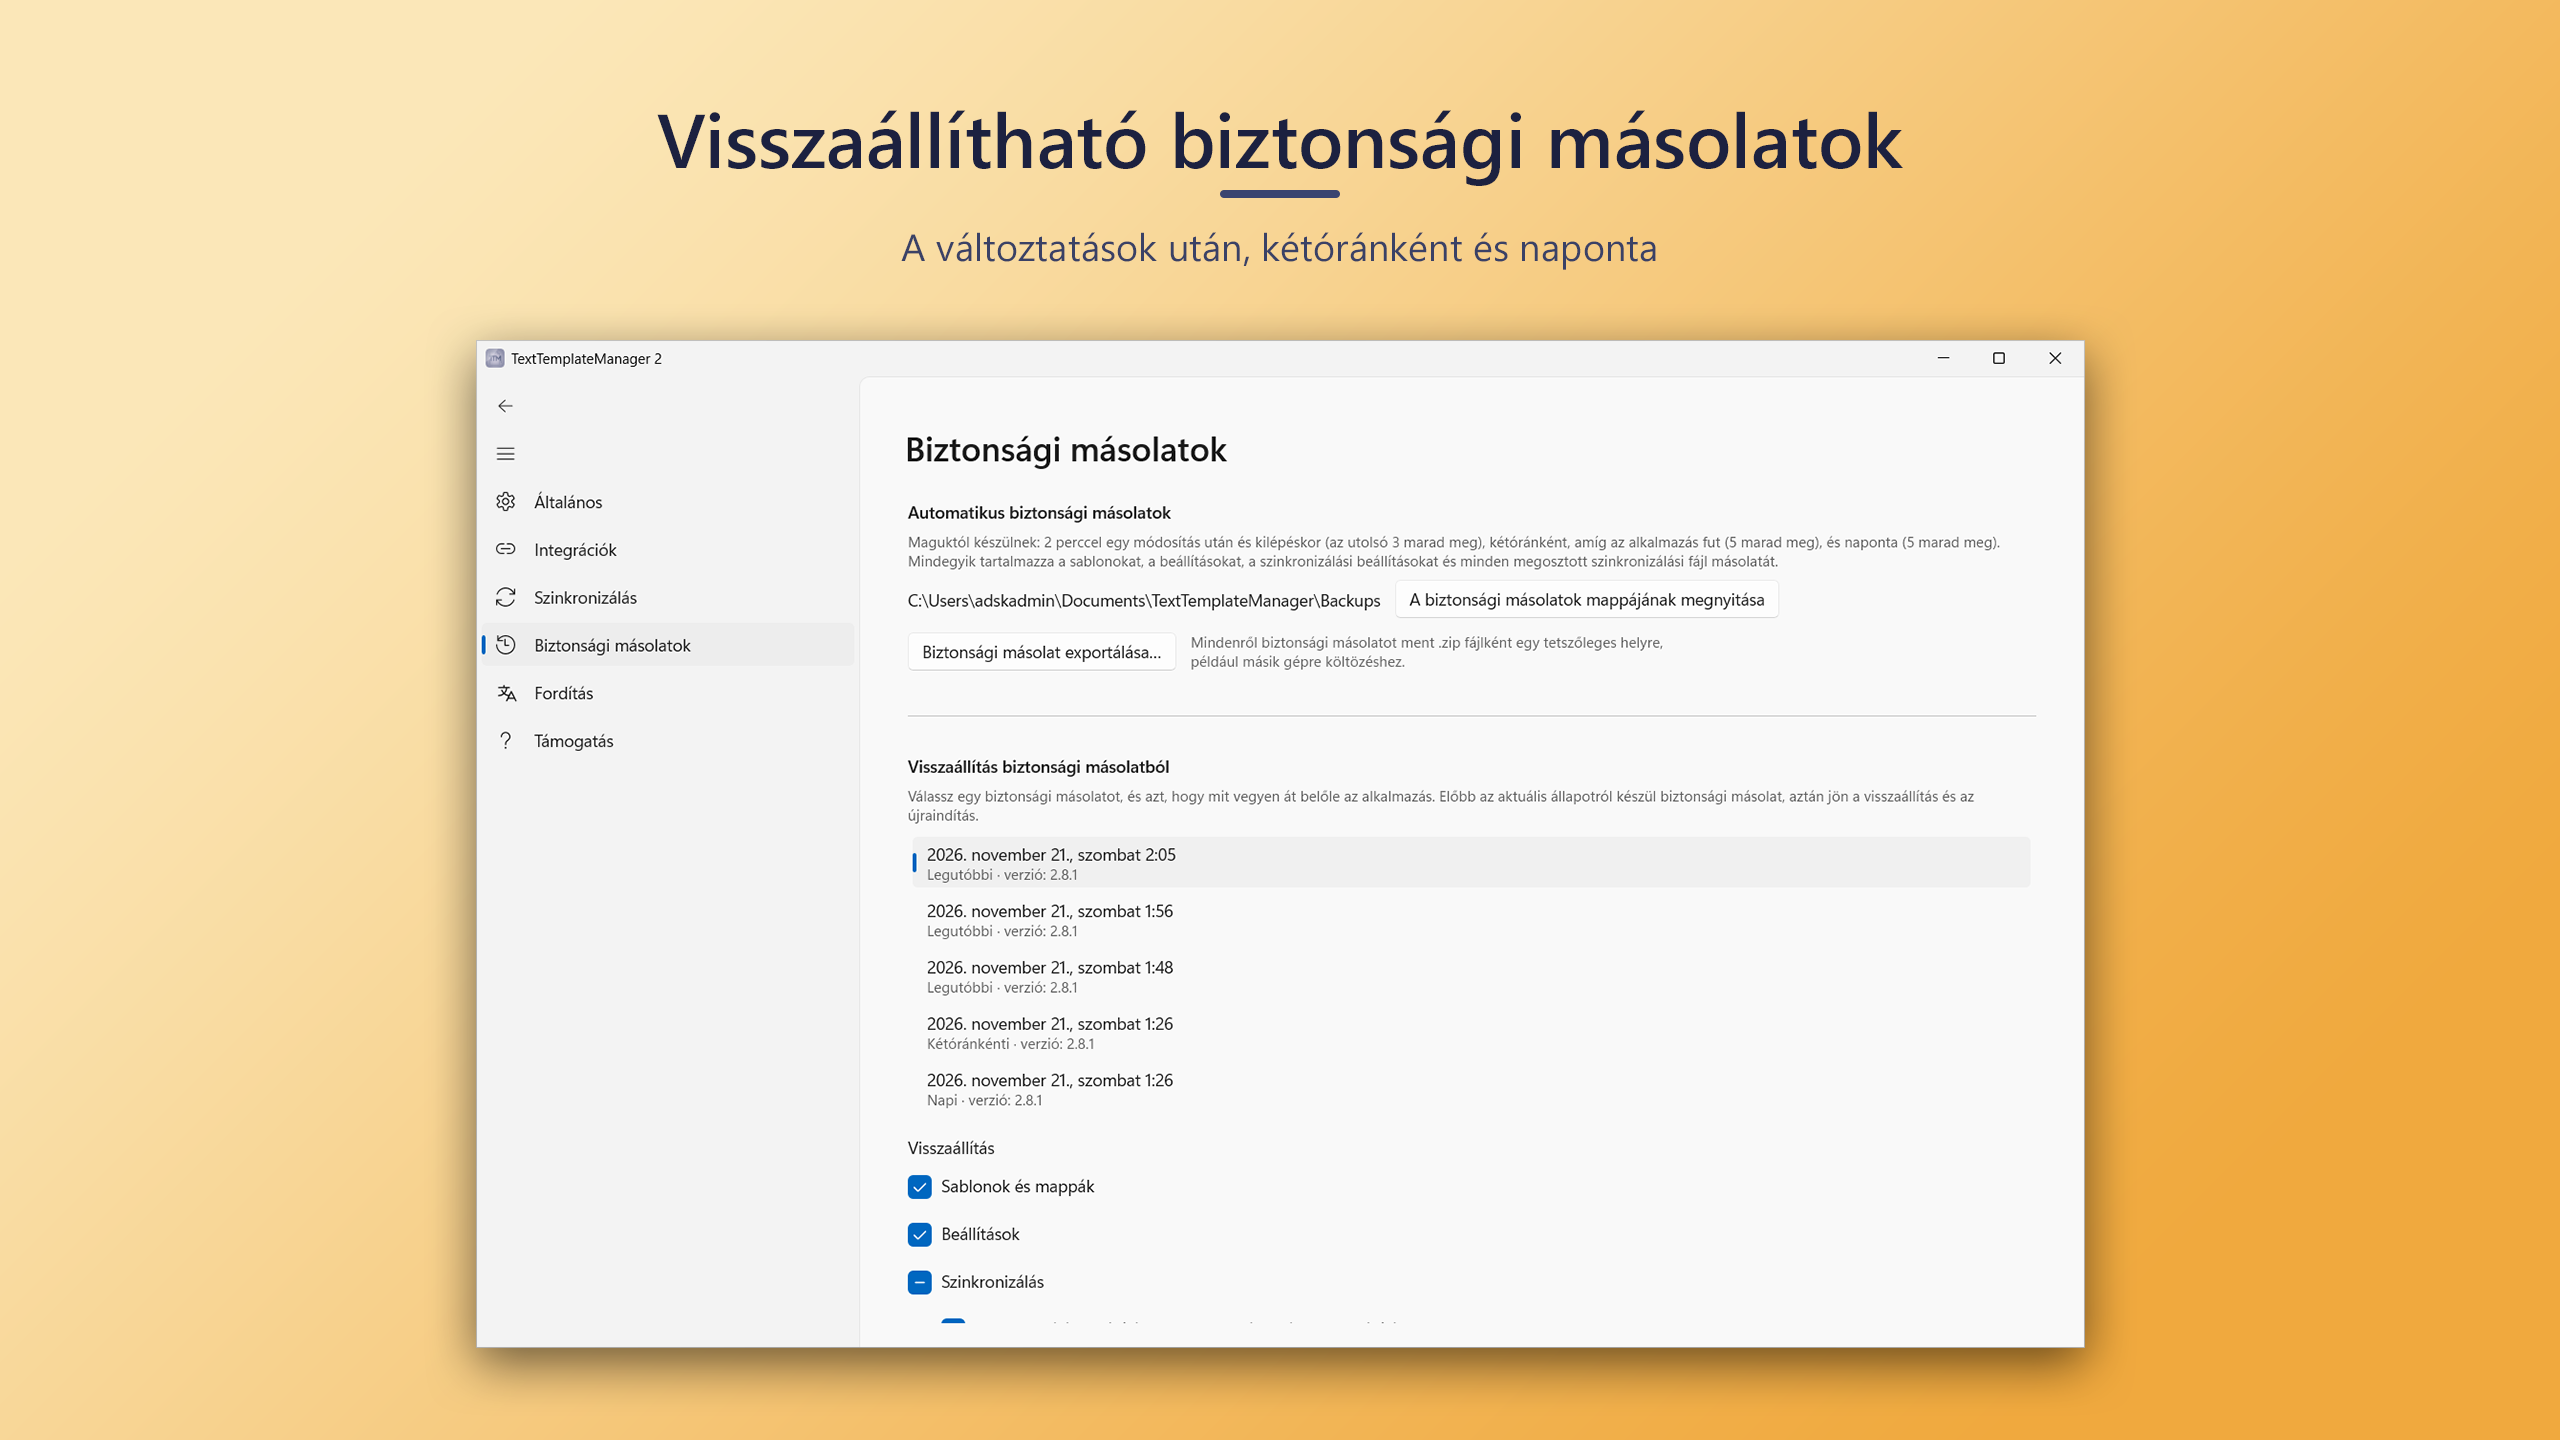 Visszaállítható biztonsági másolatok
A változtatások után, kétóránként és naponta
TextTemplateManager 2
Általános
Integrációk
Szinkronizálás
Biztonsági másolatok
Fordítás
Támogatás
Biztonsági másolatok
Automatikus biztonsági másolatok
Maguktól készülnek: 2 perccel egy módosítás után és kilépéskor (az utolsó 3 marad meg), kétóránként, amíg az alkalmazás fut (5 marad meg), és naponta (5 marad meg).
Mindegyik tartalmazza a sablonokat, a beállításokat, a szinkronizálási beállításokat és minden megosztott szinkronizálási fájl másolatát.
C:\Users\adskadmin\Documents\TextTemplateManager\Backups
A biztonsági másolatok mappájának megnyitása
Biztonsági másolat exportálása...
Mindenről biztonsági másolatot ment .zip fájlként egy tetszőleges helyre,
például másik gépre költözéshez.
Visszaállítás biztonsági másolatból
Válassz egy biztonsági másolatot, és azt, hogy mit vegyen át belőle az alkalmazás. Előbb az aktuális állapotról készül biztonsági másolat, aztán jön a visszaállítás és az
újraindítás.
2026. november 21., szombat 2:05
Legutóbbi · verzió: 2.8.1
2026. november 21., szombat 1:56
Legutóbbi · verzió: 2.8.1
2026. november 21., szombat 1:48
Legutóbbi · verzió: 2.8.1
2026. november 21., szombat 1:26
Kétóránkénti · verzió: 2.8.1
2026. november 21., szombat 1:26
Napi · verzió: 2.8.1
Visszaállítás
Sablonok és mappák
Beállítások
Szinkronizálás